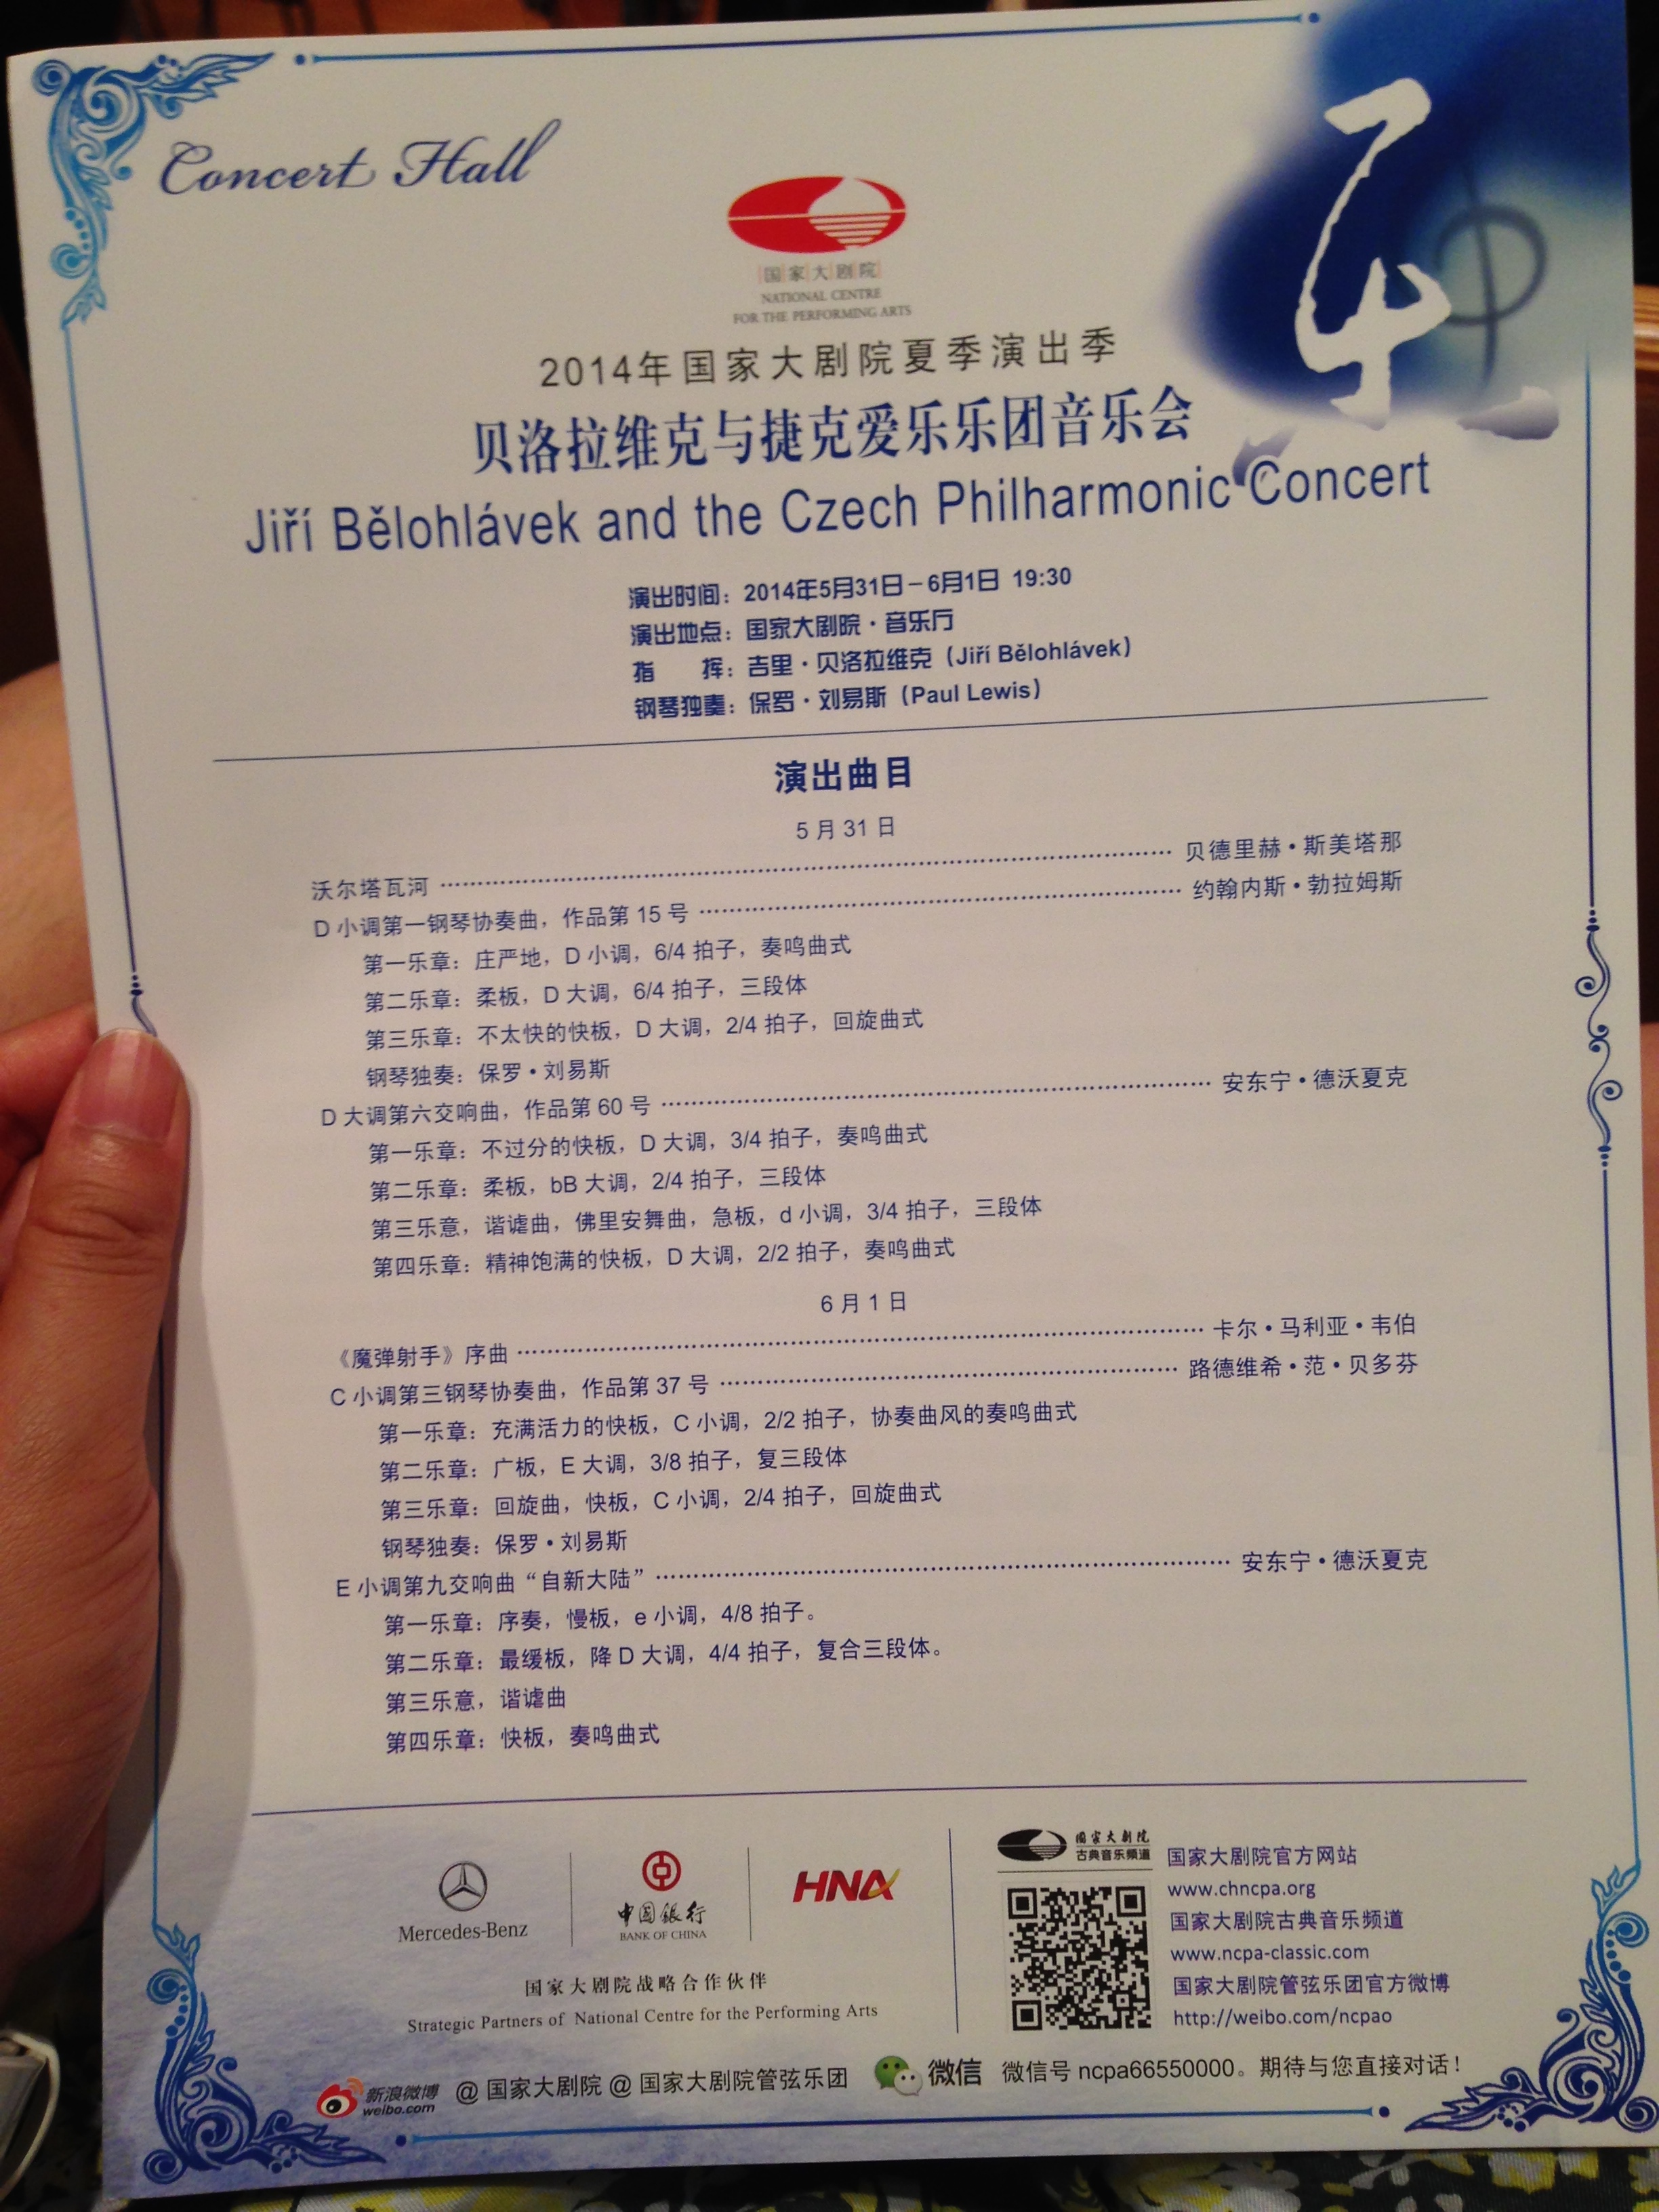 Concert Hall
乐
国家大剧院
NATIONAL CENTRE
FOR THE PERFORMING ARTS
2014年国家大剧院夏季演出季
贝洛拉维克与捷克爱乐乐团音乐会
Jiří Bělohlávek and the Czech Philharmonic Concert
演出时间：2014年5月31日－6月1日 19:30
演出地点：国家大剧院·音乐厅
指 挥：吉里·贝洛拉维克（Jiří Bělohlávek）
钢琴独奏：保罗·刘易斯（Paul Lewis）
演出曲目
5月31日
沃尔塔瓦河 …… 贝德里赫·斯美塔那
D小调第一钢琴协奏曲，作品第15号 …… 约翰内斯·勃拉姆斯
第一乐章：庄严地，D小调，6/4拍子，奏鸣曲式
第二乐章：柔板，D大调，6/4拍子，三段体
第三乐章：不太快的快板，D大调，2/4拍子，回旋曲式
钢琴独奏：保罗·刘易斯
D大调第六交响曲，作品第60号 …… 安东宁·德沃夏克
第一乐章：不过分的快板，D大调，3/4拍子，奏鸣曲式
第二乐章：柔板，bB大调，2/4拍子，三段体
第三乐意，谐谑曲，佛里安舞曲，急板，d小调，3/4拍子，三段体
第四乐章：精神饱满的快板，D大调，2/2拍子，奏鸣曲式
6月1日
《魔弹射手》序曲 …… 卡尔·马利亚·韦伯
C小调第三钢琴协奏曲，作品第37号 …… 路德维希·范·贝多芬
第一乐章：充满活力的快板，C小调，2/2拍子，协奏曲风的奏鸣曲式
第二乐章：广板，E大调，3/8拍子，复三段体
第三乐章：回旋曲，快板，C小调，2/4拍子，回旋曲式
钢琴独奏：保罗·刘易斯
E小调第九交响曲“自新大陆” …… 安东宁·德沃夏克
第一乐章：序奏，慢板，e小调，4/8拍子。
第二乐章：最缓板，降D大调，4/4拍子，复合三段体。
第三乐意，谐谑曲
第四乐章：快板，奏鸣曲式
Mercedes-Benz
中国銀行
BANK OF CHINA
HNA
国家大剧院战略合作伙伴
Strategic Partners of National Centre for the Performing Arts
国家大剧院
古典音乐频道
国家大剧院官方网站
www.chncpa.org
国家大剧院古典音乐频道
www.ncpa-classic.com
国家大剧院管弦乐团官方微博
http://weibo.com/ncpao
新浪微博
weibo.com
@国家大剧院@国家大剧院管弦乐团
微信 微信号 ncpa66550000。期待与您直接对话！